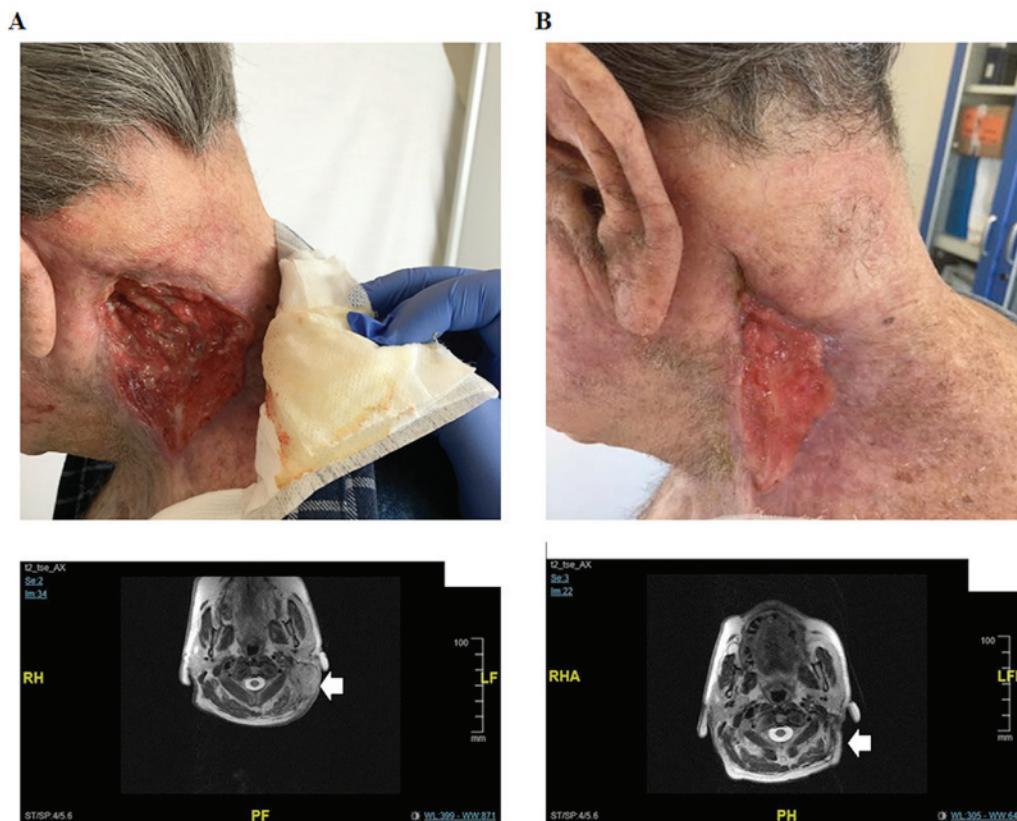 A
B
t2_tse_AX
Se:2
Im:34
100
RH
LF
mm
ST/SP:4/5.6
PF
WL:399 - WW:871
t2_tse_AX
Se:3
Im:22
100
RHA
mm
ST/SP:4/5.6
PH